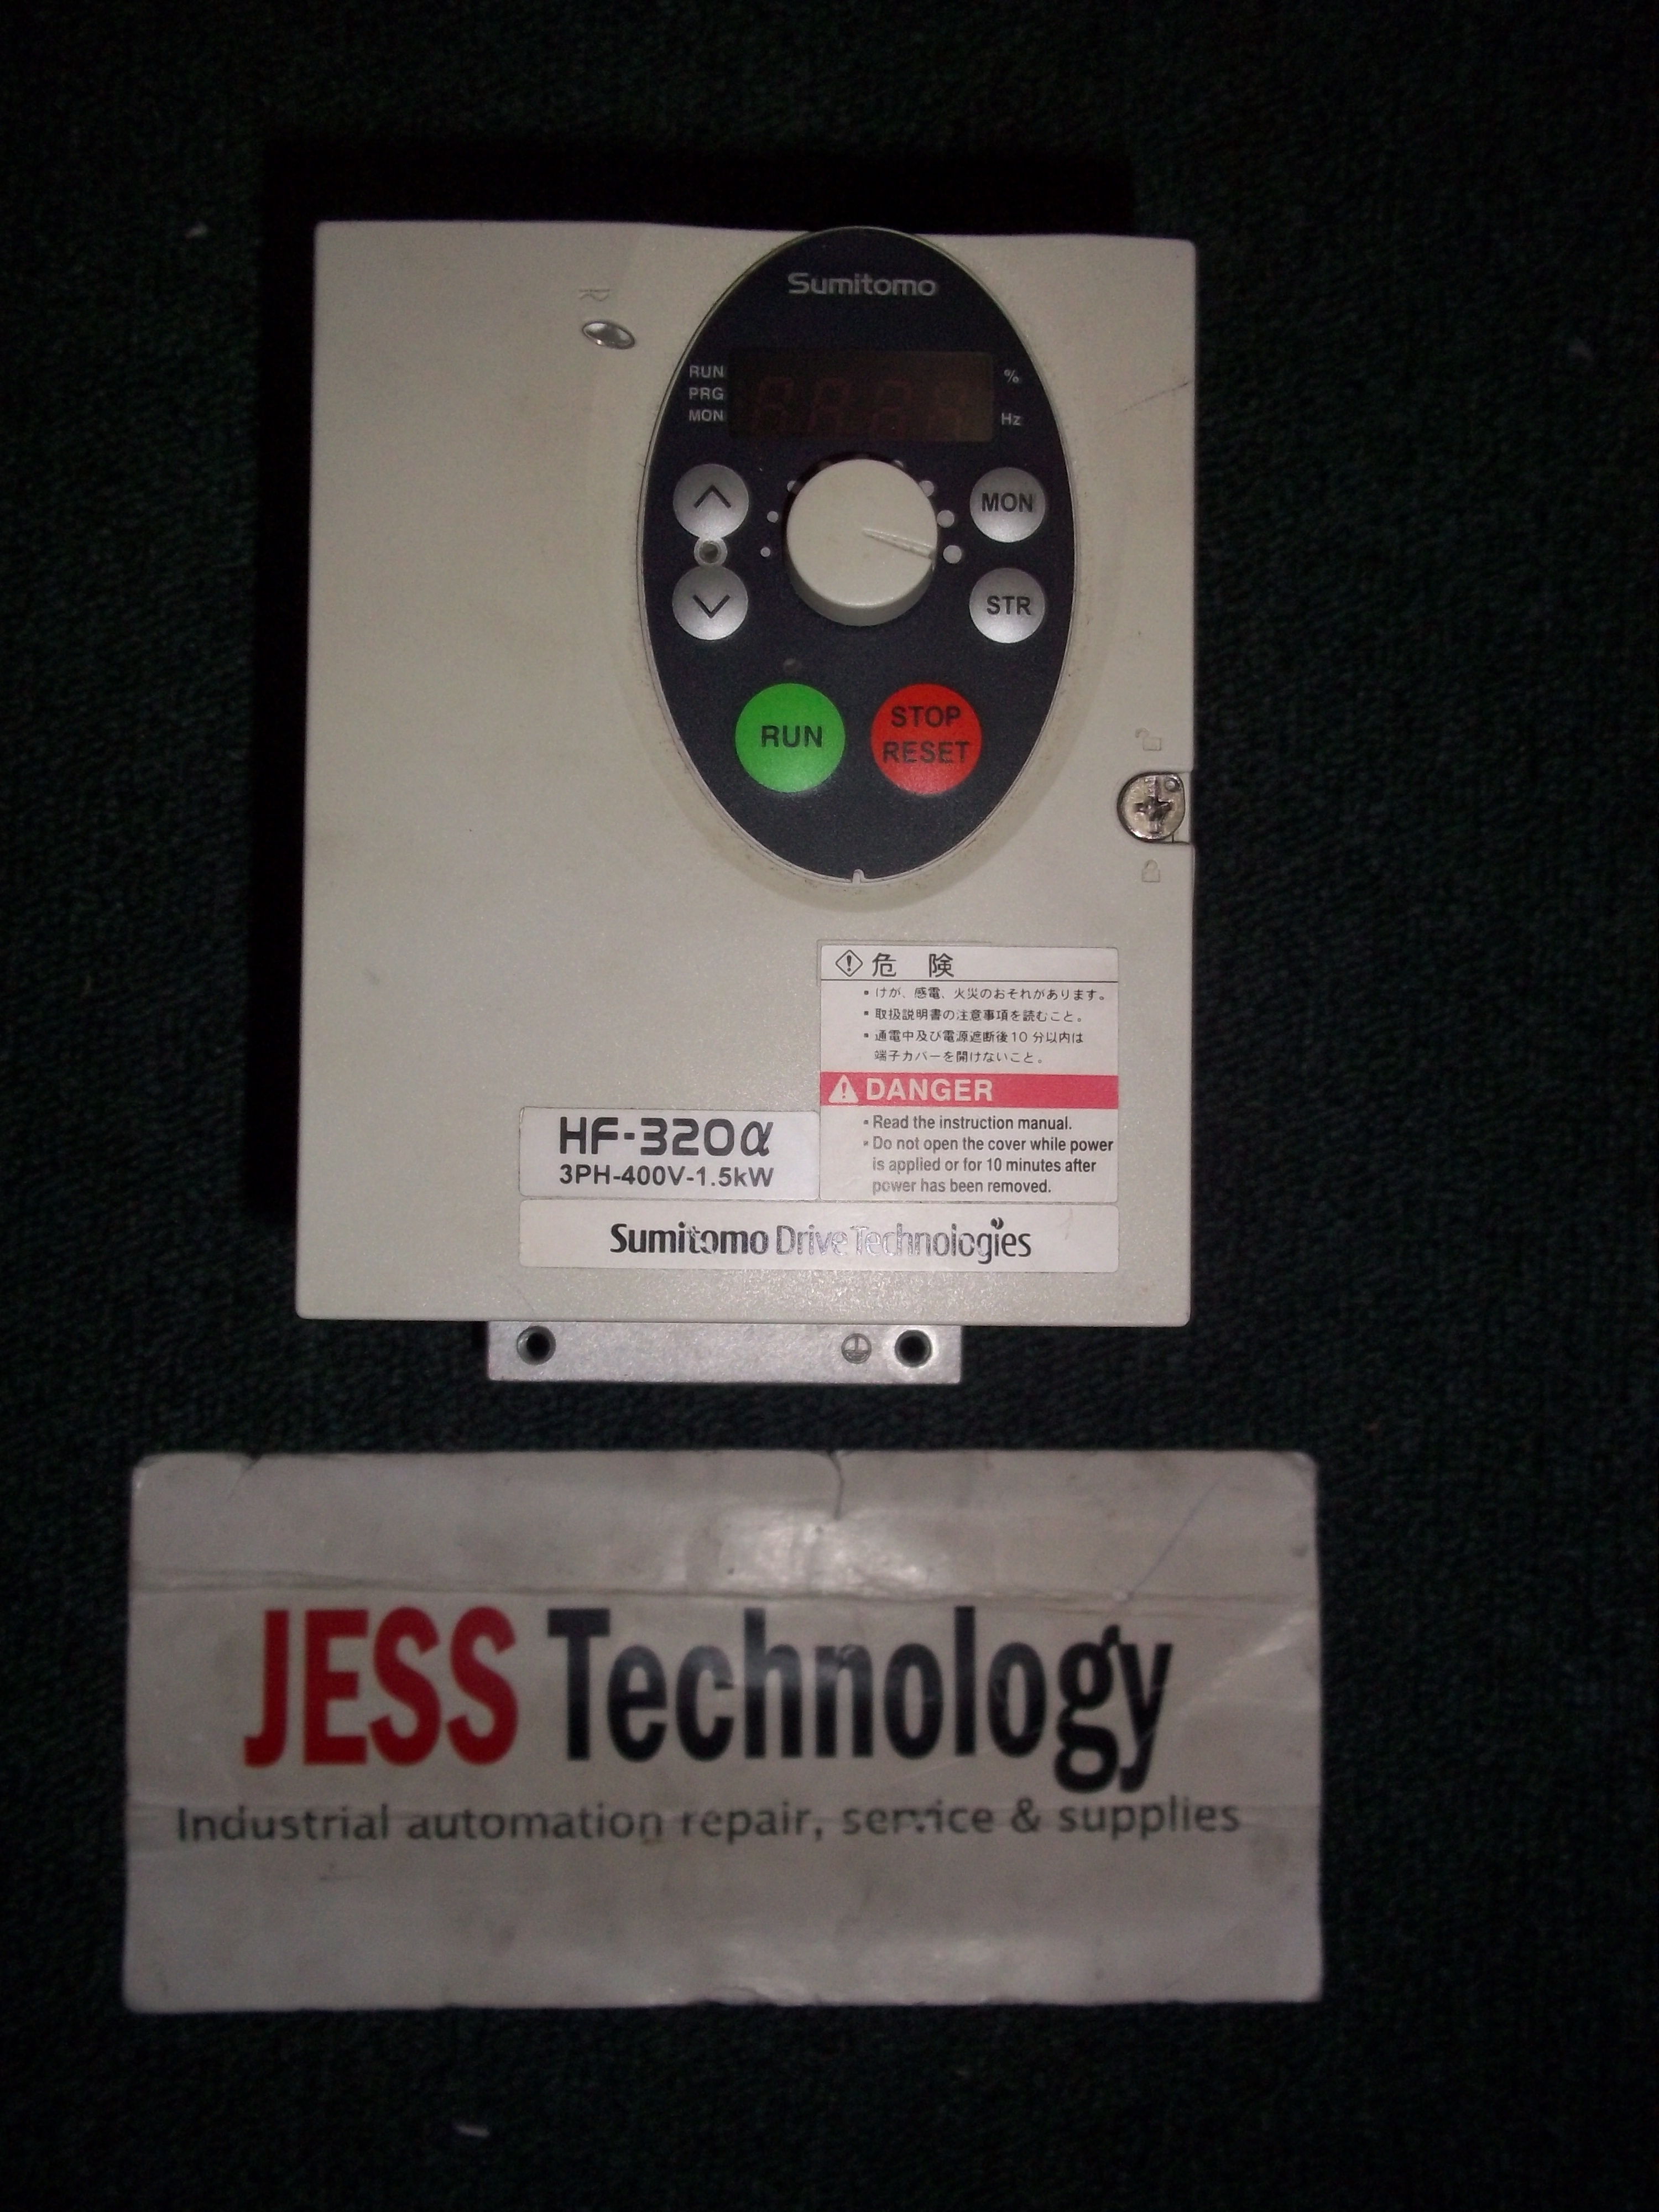 Sumitomo
RUN
PRG
MON
%
Hz
MON
STR
RUN
STOP
RESET
危 険
・けが、感電、火災のおそれがあります。
・取扱説明書の注意事項を読むこと。
・通電中及び電源遮断後10分以内は
端子カバーを開けないこと。
DANGER
・Read the instruction manual.
・Do not open the cover while power
is applied or for 10 minutes after
power has been removed.
HF-320α
3PH-400V-1.5kW
Sumitomo Drive Technologies
JESS Technology
Industrial automation repair, service & supplies